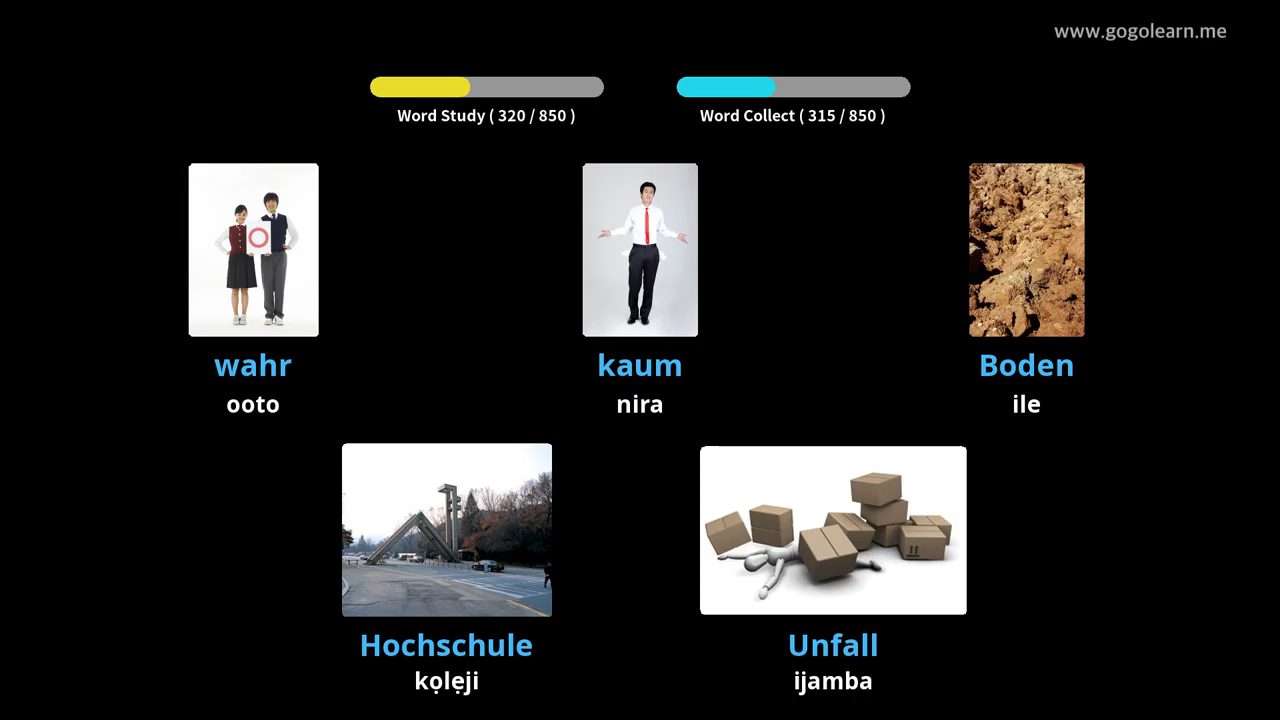 www.gogolearn.me
Word Study ( 320 / 850 )
Word Collect ( 315 / 850 )
wahr
kaum
Boden
ooto
nira
ile
Hochschule
Unfall
kọlẹji
ijamba